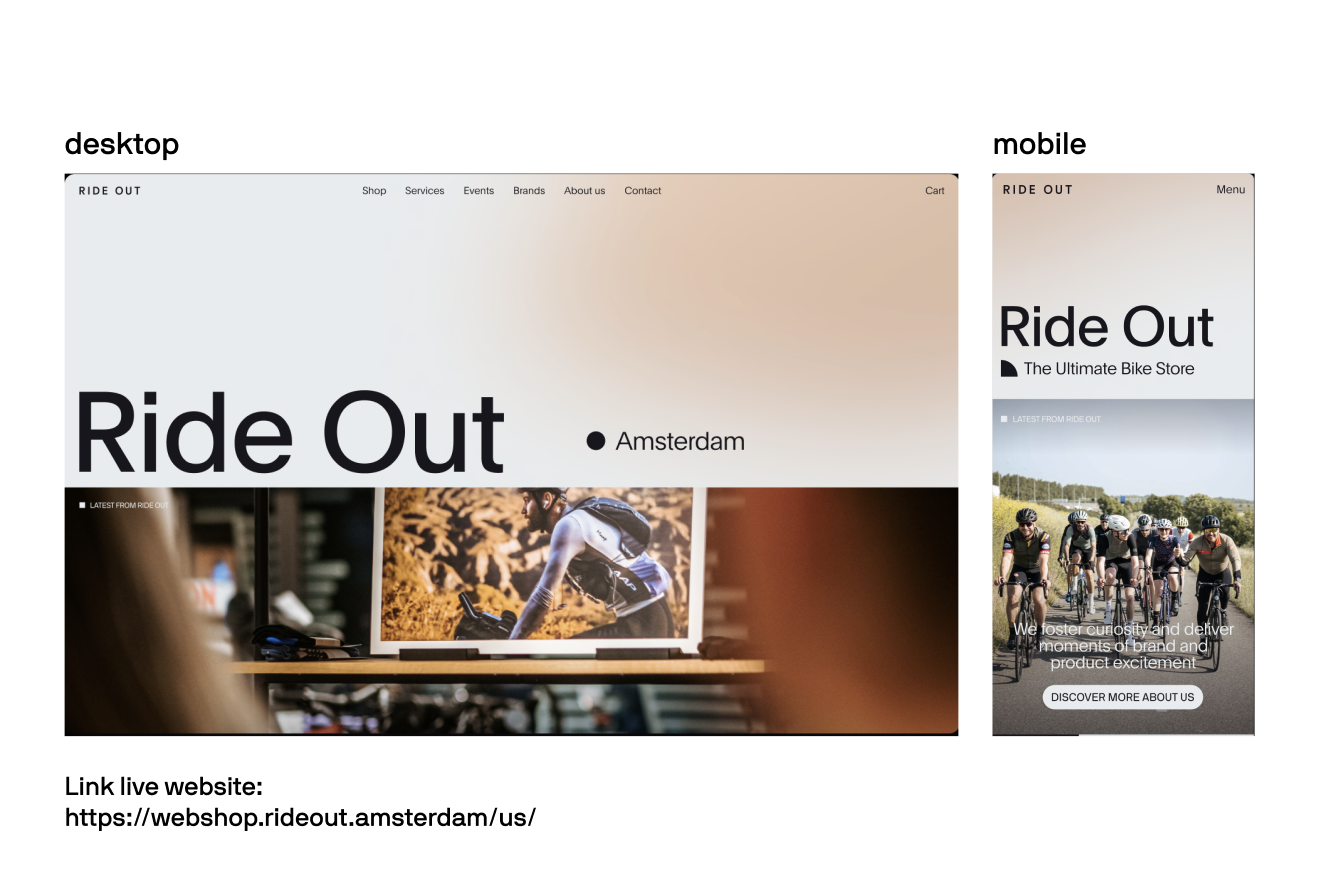 desktop
mobile
RIDE OUT
Shop
Services
Events
Brands
About us
Contact
Cart
Ride Out
Amsterdam
LATEST FROM RIDE OUT
RIDE OUT
Menu
Ride Out
The Ultimate Bike Store
LATEST FROM RIDE OUT
We foster curiosity and deliver
moments of brand and
product excitement
DISCOVER MORE ABOUT US
Link live website:
https://webshop.rideout.amsterdam/us/